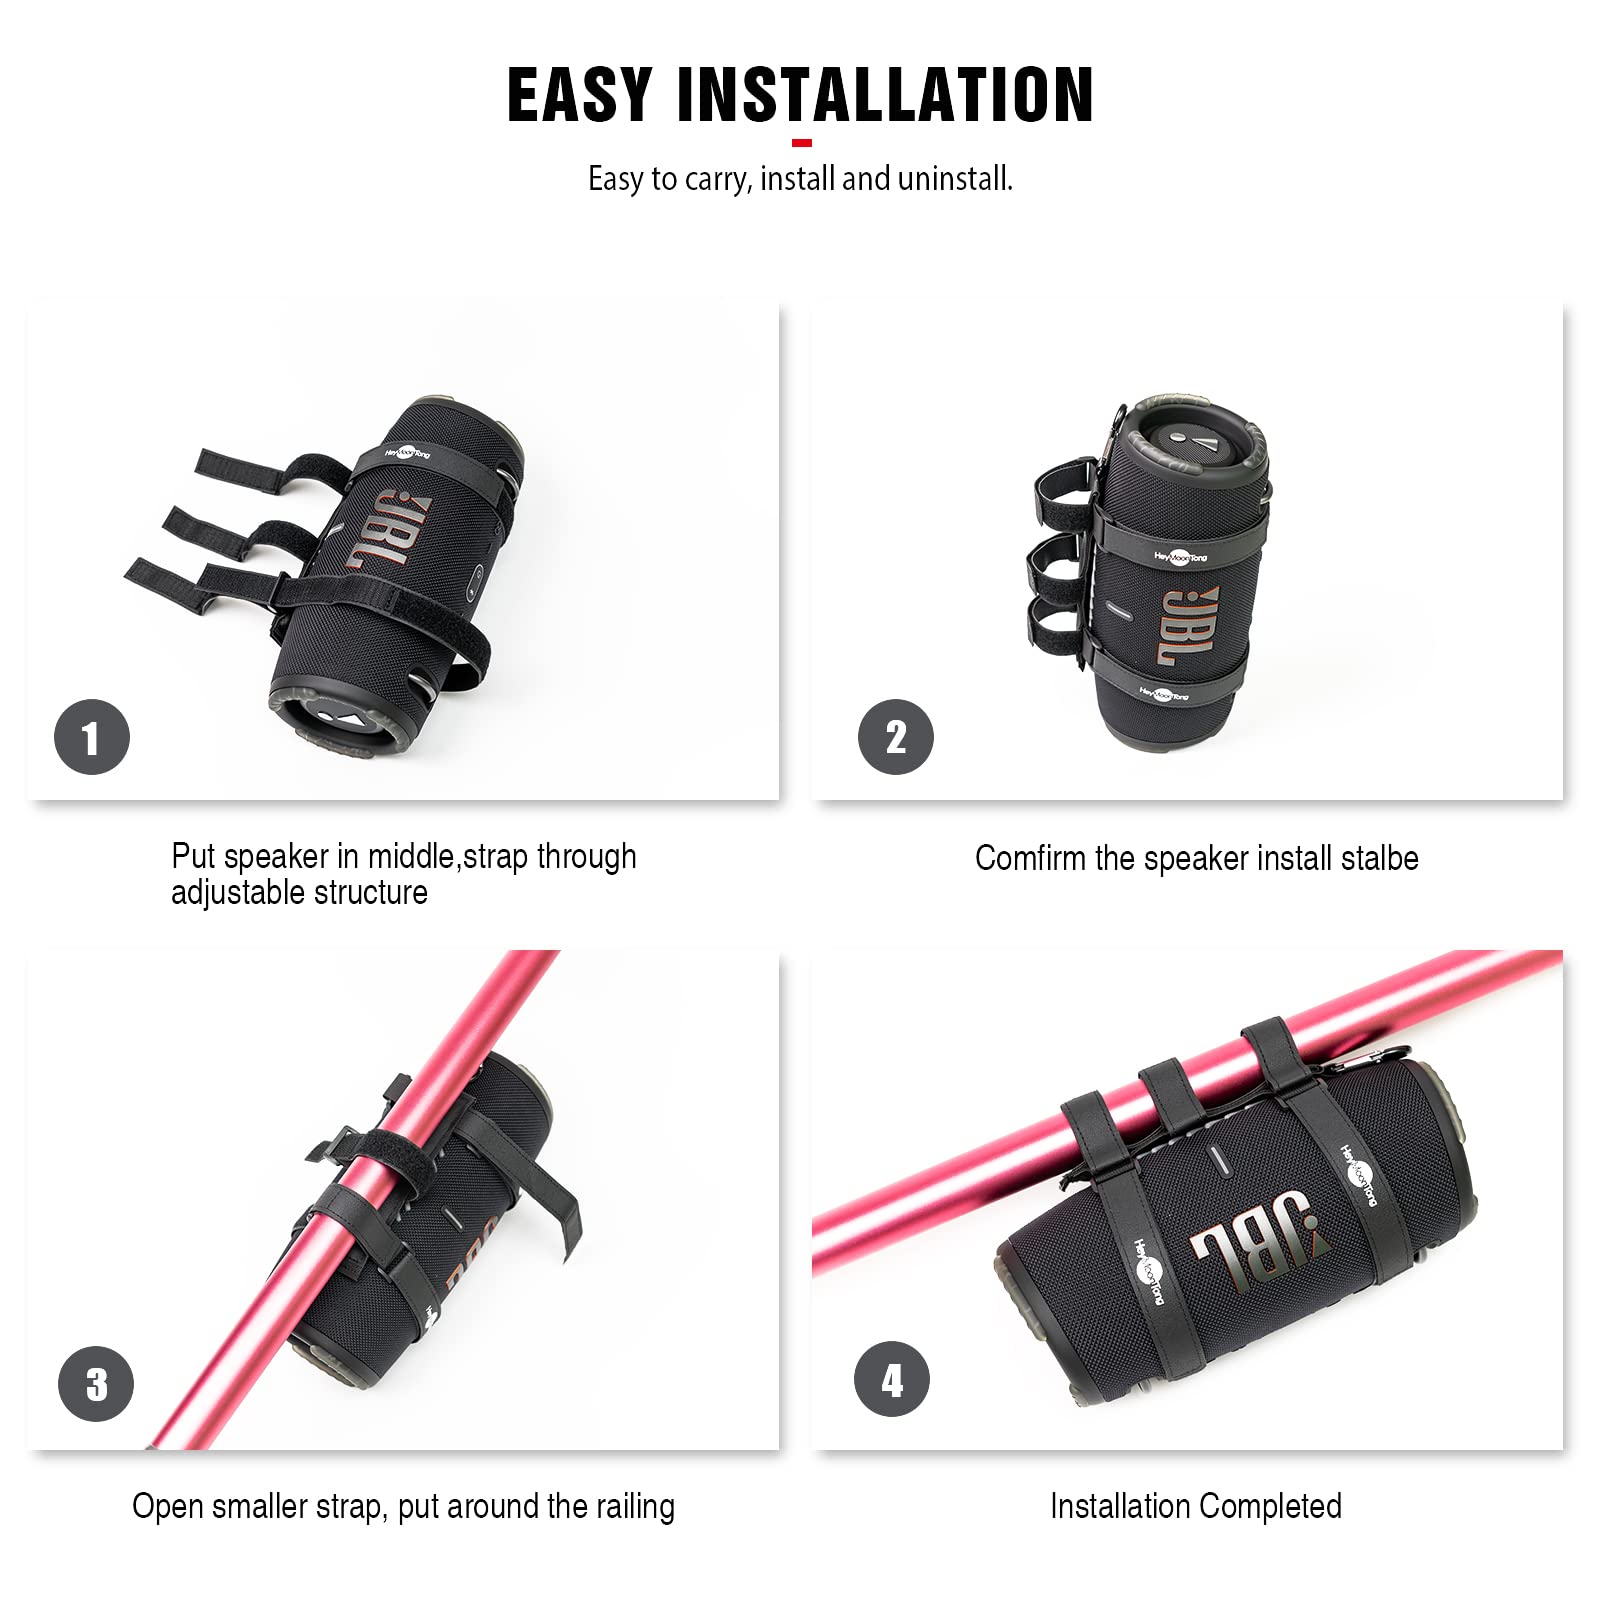 EASY INSTALLATION
Easy to carry, install and uninstall.
HeyMoonTong
JBL
1
Put speaker in middle,strap through
adjustable structure
HeyMoonTong
JBL
HeyMoonTong
2
Comfirm the speaker install stalbe
3
Open smaller strap, put around the railing
HeyMoonTong
HeyMoonTong
JBL
4
Installation Completed